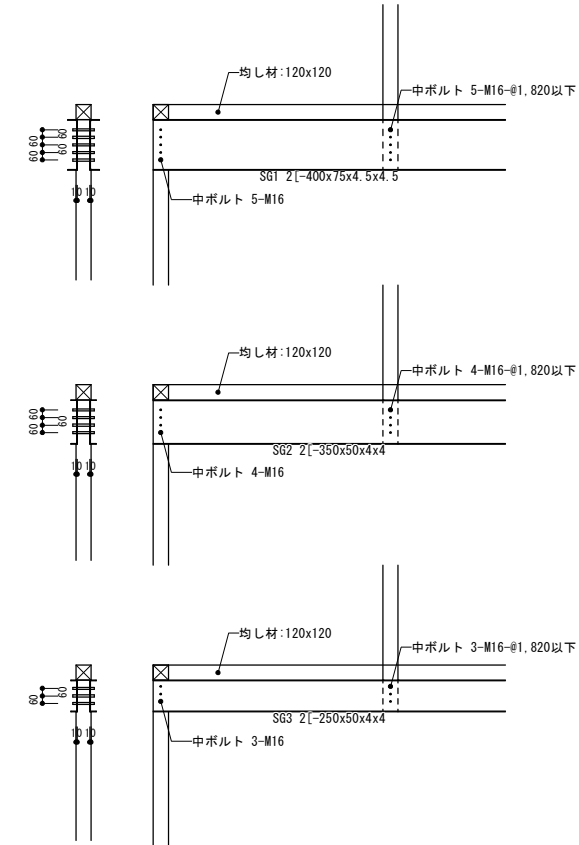 均し材:120x120
中ボルト 5-M16-@1,820以下
60 60
60 60
SG1 2[-400x75x4.5x4.5
10 10
中ボルト 5-M16
均し材:120x120
中ボルト 4-M16-@1,820以下
60 60
60
SG2 2[-350x50x4x4
10 10
中ボルト 4-M16
均し材:120x120
中ボルト 3-M16-@1,820以下
60
60
SG3 2[-250x50x4x4
10 10
中ボルト 3-M16